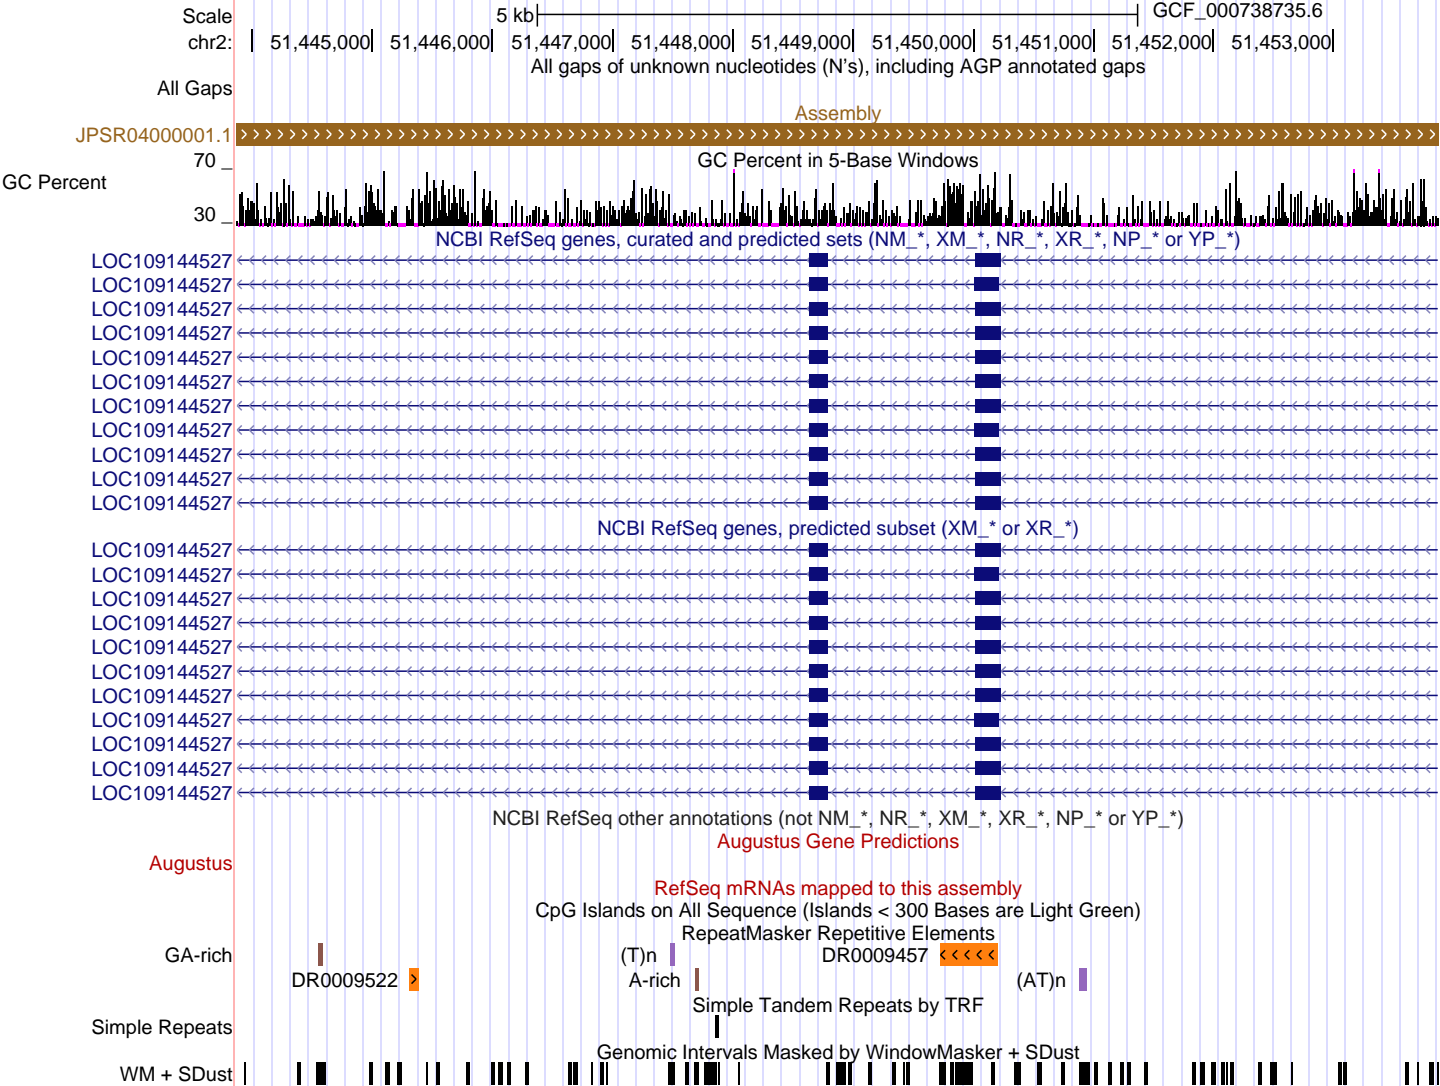 Scale 5 kb GCF_000738735.6
chr2: 51,445,000 51,446,000 51,447,000 51,448,000 51,449,000 51,450,000 51,451,000 51,452,000 51,453,000
All gaps of unknown nucleotides (N's), including AGP annotated gaps
All Gaps
Assembly
JPSR04000001.1
70 _ GC Percent in 5-Base Windows
GC Percent
30 _
NCBI RefSeq genes, curated and predicted sets (NM_*, XM_*, NR_*, XR_*, NP_* or YP_*)
LOC109144527
LOC109144527
LOC109144527
LOC109144527
LOC109144527
LOC109144527
LOC109144527
LOC109144527
LOC109144527
LOC109144527
LOC109144527
NCBI RefSeq genes, predicted subset (XM_* or XR_*)
LOC109144527
LOC109144527
LOC109144527
LOC109144527
LOC109144527
LOC109144527
LOC109144527
LOC109144527
LOC109144527
LOC109144527
LOC109144527
NCBI RefSeq other annotations (not NM_*, NR_*, XM_*, XR_*, NP_* or YP_*)
Augustus Gene Predictions
Augustus
RefSeq mRNAs mapped to this assembly
CpG Islands on All Sequence (Islands < 300 Bases are Light Green)
RepeatMasker Repetitive Elements
GA-rich (T)n DR0009457
DR0009522 A-rich (AT)n
Simple Tandem Repeats by TRF
Simple Repeats
Genomic Intervals Masked by WindowMasker + SDust
WM + SDust